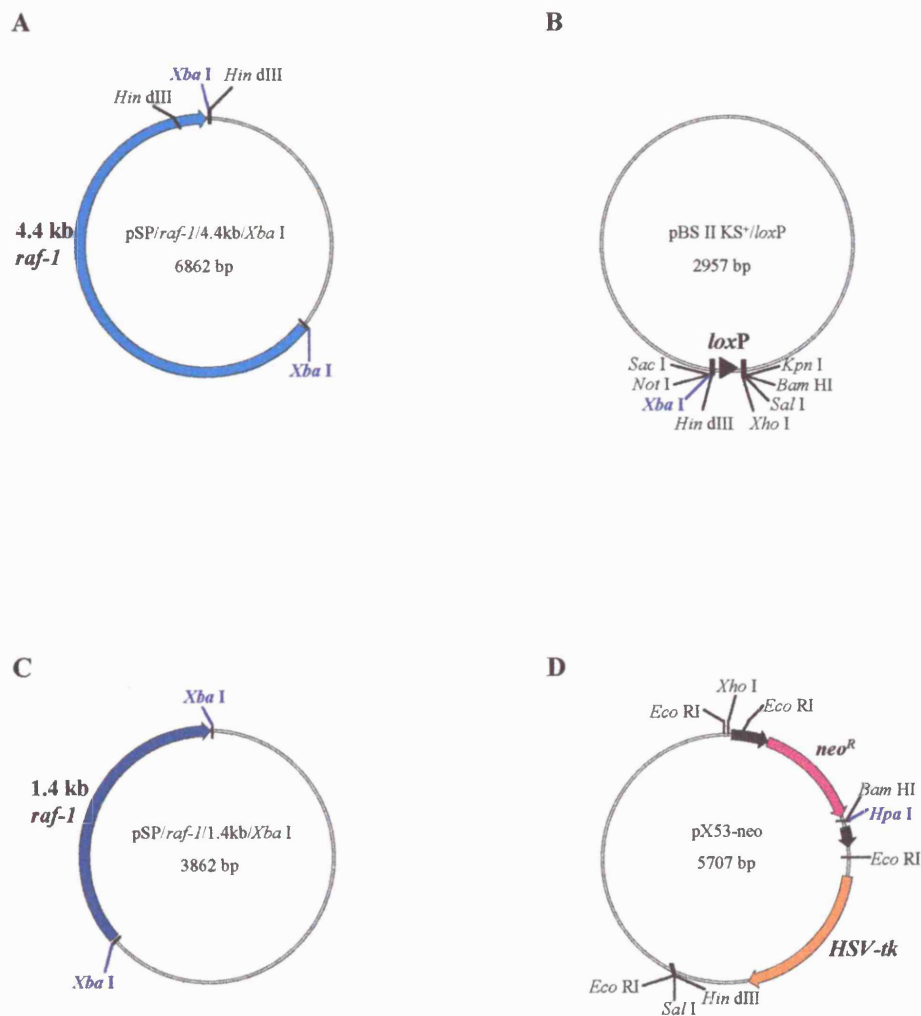 A
Xba I
Hin dIII
Hin dIII
4.4 kb
raf-1
pSP/raf-1/4.4kb/Xba I
6862 bp
Xba I
B
pBS II KS+/loxP
2957 bp
loxP
Sac I
Kpn I
Not I
Bam HI
Xba I
Sal I
Hin dIII
Xho I
C
Xba I
1.4 kb
raf-1
pSP/raf-1/1.4kb/Xba I
3862 bp
Xba I
D
Xho I
Eco RI
Eco RI
neoR
Bam HI
Hpa I
pX53-neo
5707 bp
Eco RI
HSV-tk
Eco RI
Hin dIII
Sal I